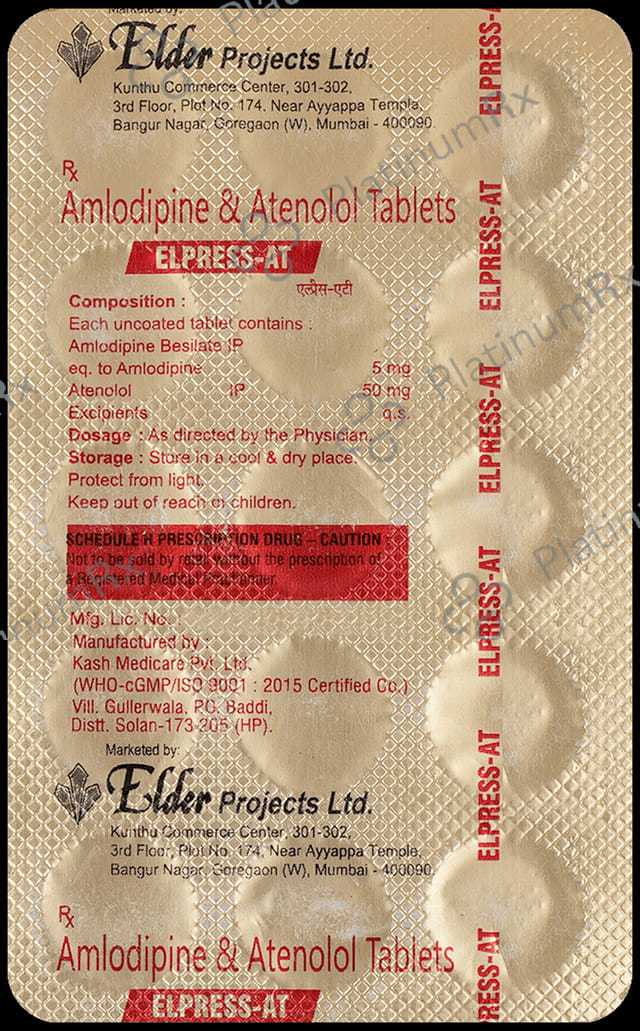 Marketed by:
Elder Projects Ltd.
Kunthu Commerce Center, 301-302,
3rd Floor, Plot No. 174, Near Ayyappa Temple,
Bangur Nagar, Goregaon (W), Mumbai - 400090.
Rx
Amlodipine & Atenolol Tablets
ELPRESS-AT
एल्प्रैस-एटी
Composition :
Each uncoated tablet contains :
Amlodipine Besilate IP
eq. to Amlodipine 5 mg
Atenolol IP 50 mg
Excipients q.s.
Dosage : As directed by the Physician.
Storage : Store in a cool & dry place.
Protect from light.
Keep out of reach of children.
SCHEDULE H PRESCRIPTION DRUG – CAUTION
Not to be sold by retail without the prescription of
a Registered Medical Practitioner.
Mfg. Lic. No. :
Manufactured by :
Kash Medicare Pvt. Ltd.
(WHO-cGMP/ISO 9001 : 2015 Certified Co.)
Vill. Gullerwala, P.O. Baddi,
Distt. Solan-173 205 (HP).
Marketed by:
Elder Projects Ltd.
Kunthu Commerce Center, 301-302,
3rd Floor, Plot No. 174, Near Ayyappa Temple,
Bangur Nagar, Goregaon (W), Mumbai - 400090.
Rx
Amlodipine & Atenolol Tablets
ELPRESS-AT
ELPRESS-A
ELPRESS-AT
ELPRESS-AT
ELPRESS-AT
ELPRESS-AT
RESS-AT
PlatinumRx
PlatinumRx
PlatinumRx
Platinum